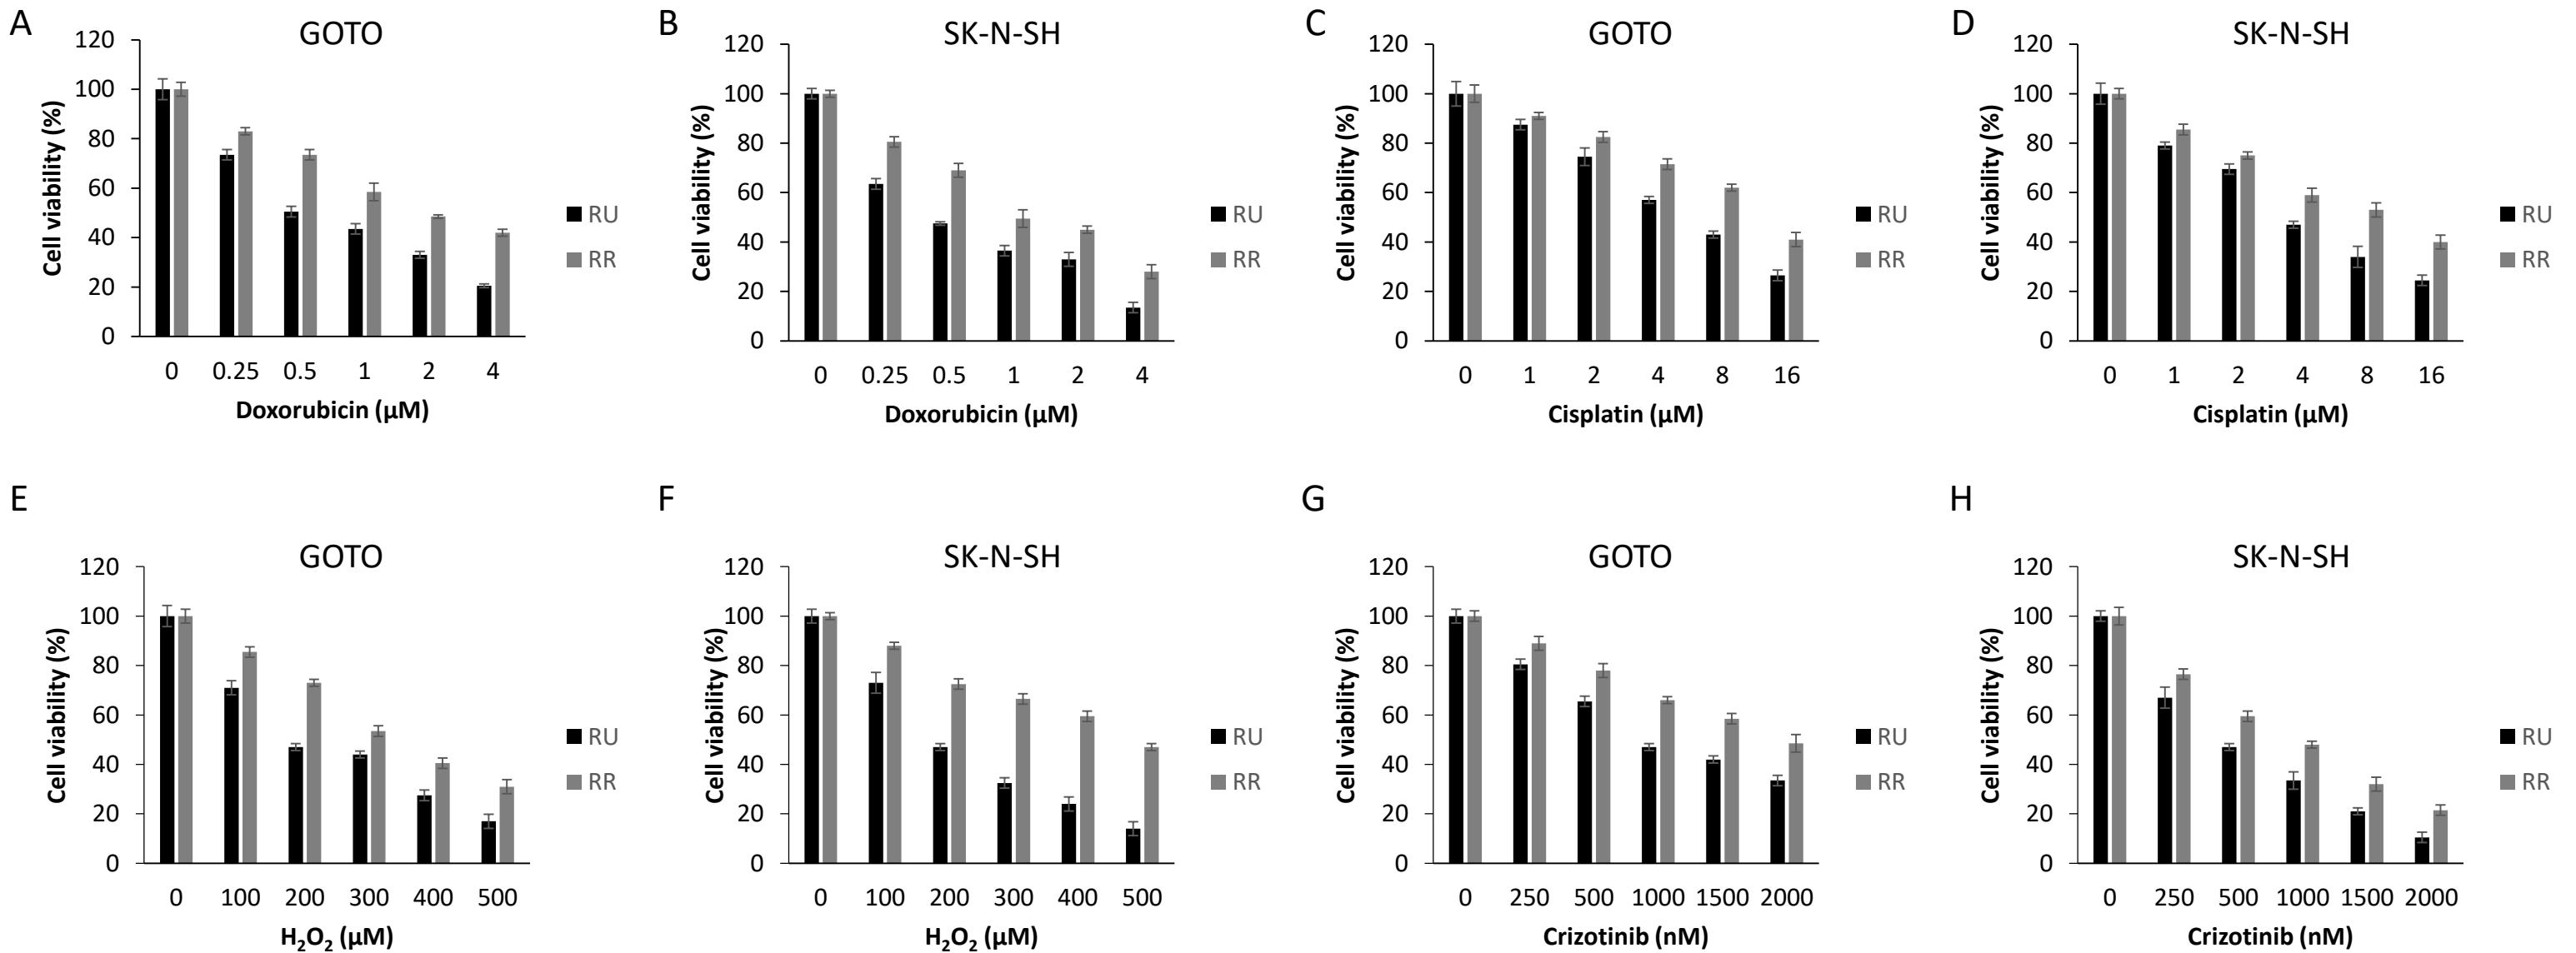 A
GOTO
120
100
80
60
40
20
0
Cell viability (%)
0 0.25 0.5 1 2 4
Doxorubicin (µM)
RU
RR
B
SK-N-SH
120
100
80
60
40
20
0
Cell viability (%)
0 0.25 0.5 1 2 4
Doxorubicin (µM)
RU
RR
C
GOTO
120
100
80
60
40
20
0
Cell viability (%)
0 1 2 4 8 16
Cisplatin (µM)
RU
RR
D
SK-N-SH
120
100
80
60
40
20
0
Cell viability (%)
0 1 2 4 8 16
Cisplatin (µM)
RU
RR
E
GOTO
120
100
80
60
40
20
0
Cell viability (%)
0 100 200 300 400 500
H₂O₂ (µM)
RU
RR
F
SK-N-SH
120
100
80
60
40
20
0
Cell viability (%)
0 100 200 300 400 500
H₂O₂ (µM)
RU
RR
G
GOTO
120
100
80
60
40
20
0
Cell viability (%)
0 250 500 1000 1500 2000
Crizotinib (nM)
RU
RR
H
SK-N-SH
120
100
80
60
40
20
0
Cell viability (%)
0 250 500 1000 1500 2000
Crizotinib (nM)
RU
RR